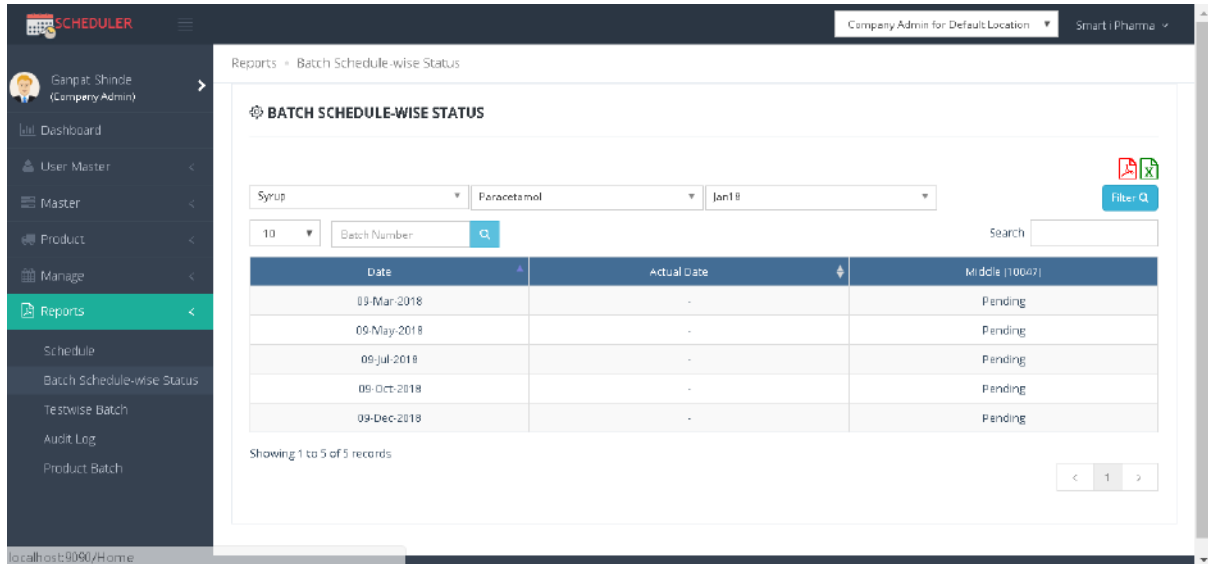 SCHEDULER
Company Admin for Default Location
Smart i Pharma
Ganpat Shinde
(Company Admin)
Dashboard
User Master
Master
Product
Manage
Reports
Schedule
Batch Schedule-wise Status
Testwise Batch
Audit Log
Product Batch
Reports
Batch Schedule-wise Status
BATCH SCHEDULE-WISE STATUS
Syrup Paracetamol Jan18 Filter
10 Batch Number Search
Date Actual Date Middle [10047]
09-Mar-2018 - Pending
09-May-2018 - Pending
09-Jul-2018 - Pending
09-Oct-2018 - Pending
09-Dec-2018 - Pending
Showing 1 to 5 of 5 records
< 1 >
localhost:9090/Home